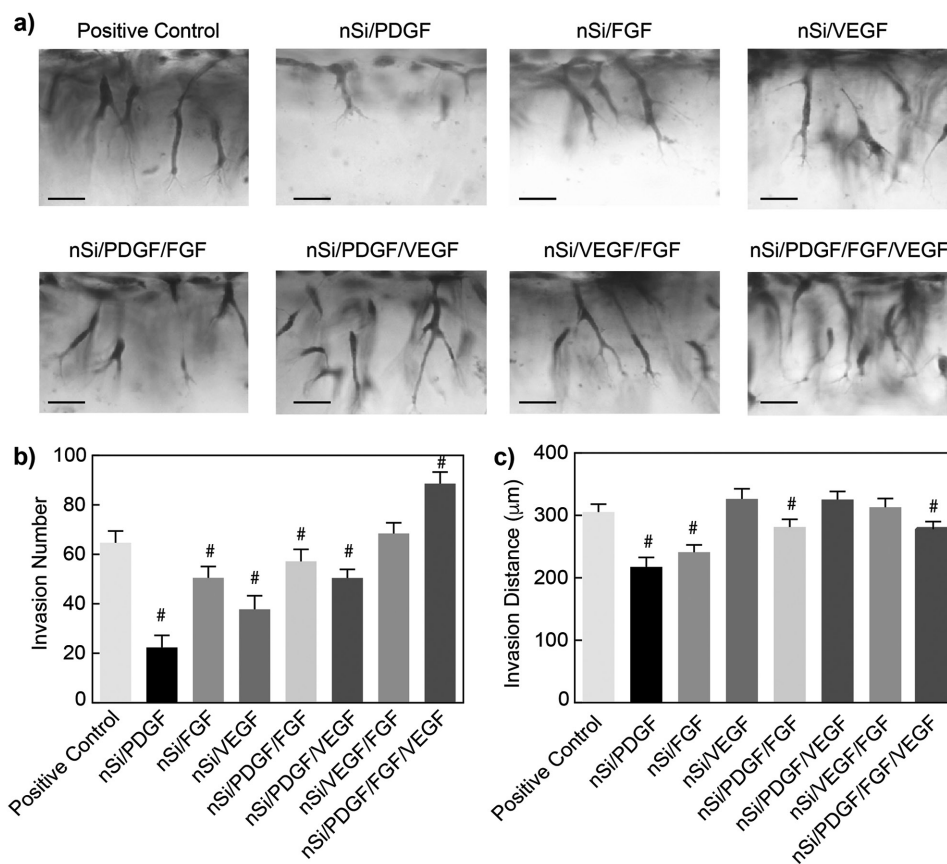 a)
Positive Control
nSi/PDGF
nSi/FGF
nSi/VEGF
nSi/PDGF/FGF
nSi/PDGF/VEGF
nSi/VEGF/FGF
nSi/PDGF/FGF/VEGF
b)
Invasion Number
100
80
60
40
20
0
#
#
#
#
#
#
Positive Control
nSi/PDGF
nSi/FGF
nSi/VEGF
nSi/PDGF/FGF
nSi/PDGF/VEGF
nSi/VEGF/FGF
nSi/PDGF/FGF/VEGF
c)
Invasion Distance (μm)
400
300
200
100
0
#
#
#
#
Positive Control
nSi/PDGF
nSi/FGF
nSi/VEGF
nSi/PDGF/FGF
nSi/PDGF/VEGF
nSi/VEGF/FGF
nSi/PDGF/FGF/VEGF